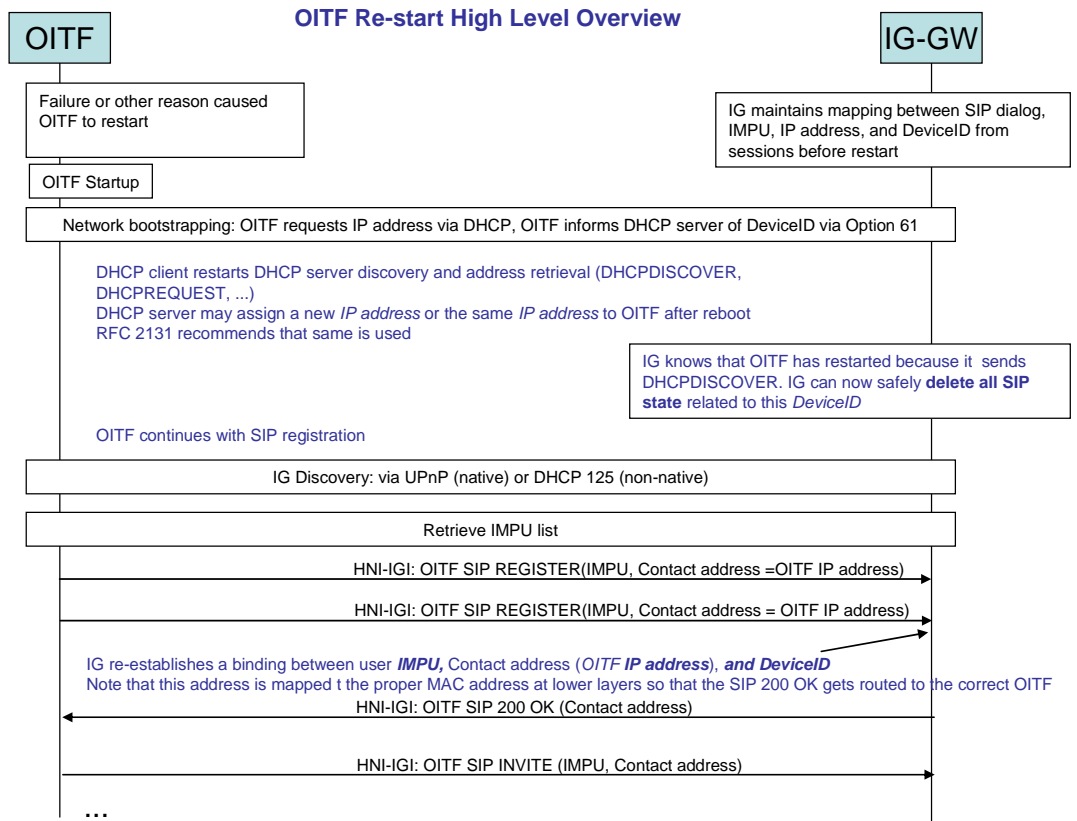 OITF Re-start High Level Overview
OITF
IG-GW
Failure or other reason caused
OITF to restart
IG maintains mapping between SIP dialog,
IMPU, IP address, and DeviceID from
sessions before restart
OITF Startup
Network bootstrapping: OITF requests IP address via DHCP, OITF informs DHCP server of DeviceID via Option 61
DHCP client restarts DHCP server discovery and address retrieval (DHCPDISCOVER,
DHCPREQUEST, ...)
DHCP server may assign a new IP address or the same IP address to OITF after reboot
RFC 2131 recommends that same is used
IG knows that OITF has restarted because it sends
DHCPDISCOVER. IG can now safely delete all SIP
state related to this DeviceID
OITF continues with SIP registration
IG Discovery: via UPnP (native) or DHCP 125 (non-native)
Retrieve IMPU list
HNI-IGI: OITF SIP REGISTER(IMPU, Contact address =OITF IP address)
HNI-IGI: OITF SIP REGISTER(IMPU, Contact address = OITF IP address)
IG re-establishes a binding between user IMPU, Contact address (OITF IP address), and DeviceID
Note that this address is mapped t the proper MAC address at lower layers so that the SIP 200 OK gets routed to the correct OITF
HNI-IGI: OITF SIP 200 OK (Contact address)
HNI-IGI: OITF SIP INVITE (IMPU, Contact address)
...